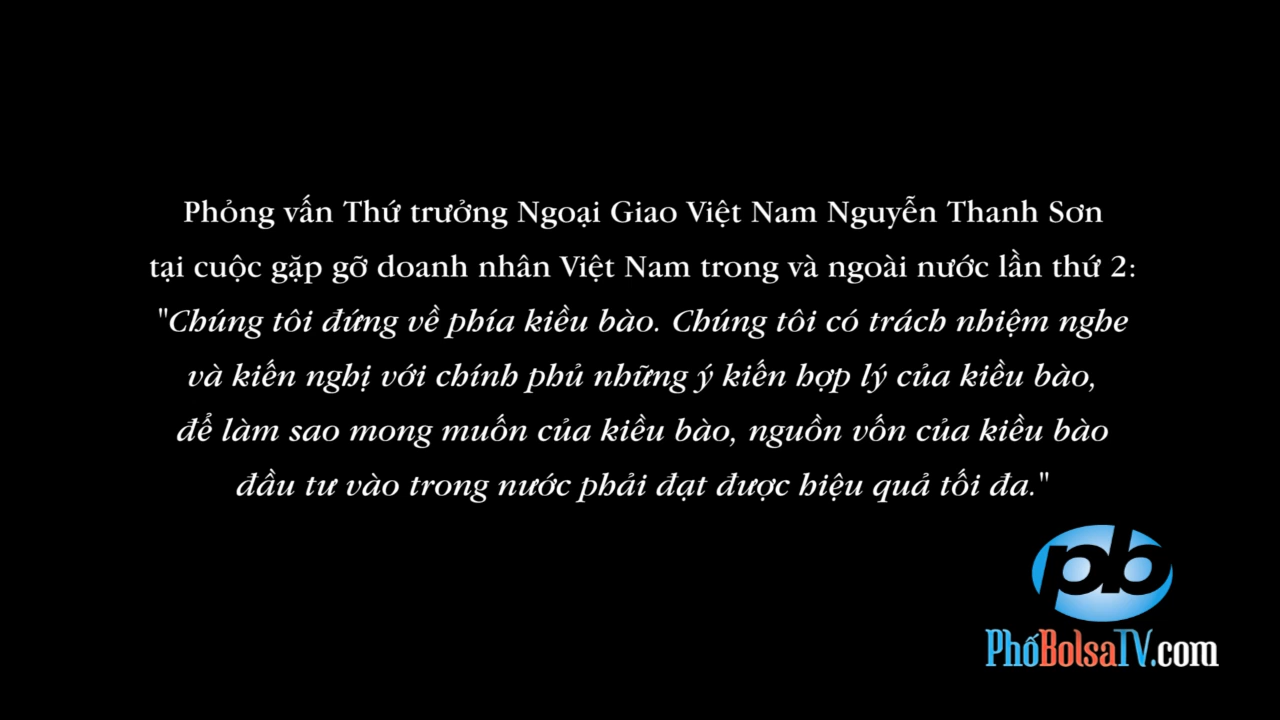 Phỏng vấn Thứ trưởng Ngoại Giao Việt Nam Nguyễn Thanh Sơn
tại cuộc gặp gỡ doanh nhân Việt Nam trong và ngoài nước lần thứ 2:
"Chúng tôi đứng về phía kiều bào. Chúng tôi có trách nhiệm nghe
và kiến nghị với chính phủ những ý kiến hợp lý của kiều bào,
để làm sao mong muốn của kiều bào, nguồn vốn của kiều bào
đầu tư vào trong nước phải đạt được hiệu quả tối đa."
pb
PhốBolsaTV.com